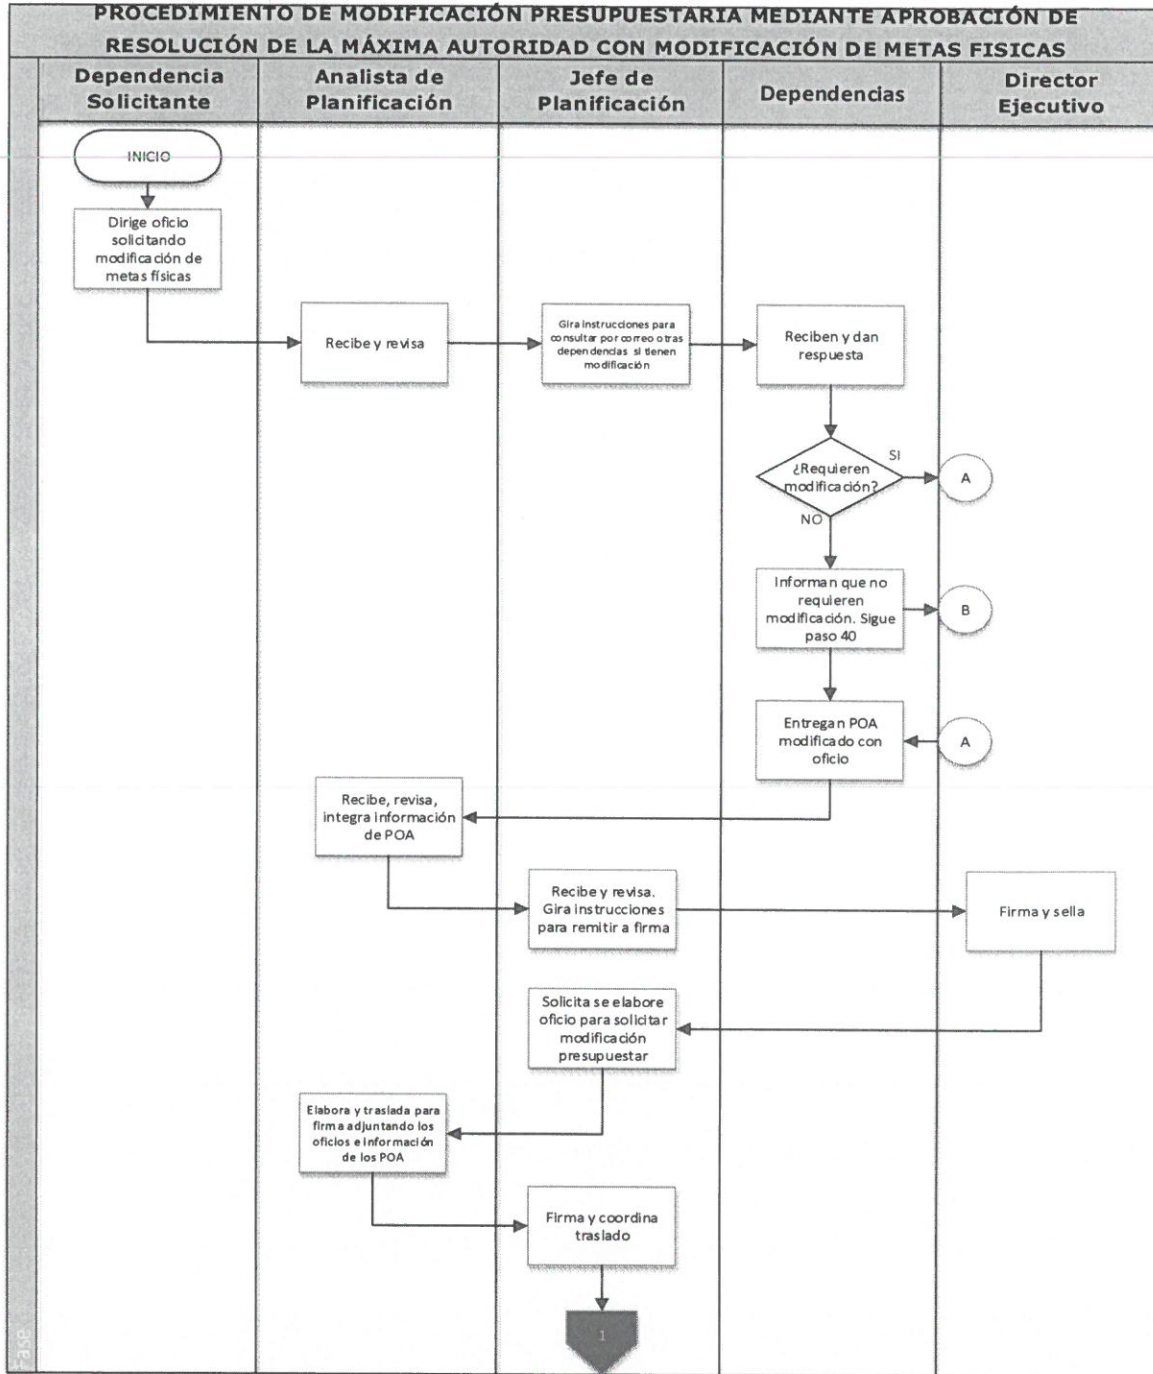 PROCEDIMIENTO DE MODIFICACIÓN PRESUPUESTARIA MEDIANTE APROBACIÓN DE
RESOLUCIÓN DE LA MÁXIMA AUTORIDAD CON MODIFICACIÓN DE METAS FISICAS
Dependencia
Solicitante
Analista de
Planificación
Jefe de
Planificación
Dependencias
Director
Ejecutivo
INICIO
Dirige oficio
solicitando
modificación de
metas físicas
Recibe y revisa
Gira instrucciones para
consultar por correo otras
dependencias si tienen
modificación
Reciben y dan
respuesta
¿Requieren
modificación?
SI
A
NO
Informan que no
requieren
modificación. Sigue
paso 40
B
Entregan POA
modificado con
oficio
A
Recibe, revisa,
integra información
de POA
Recibe y revisa.
Gira instrucciones
para remitir a firma
Firma y sella
Solicita se elabore
oficio para solicitar
modificación
presupuestar
Elabora y traslada para
firma adjuntando los
oficios e información
de los POA
Firma y coordina
traslado
1
Fase